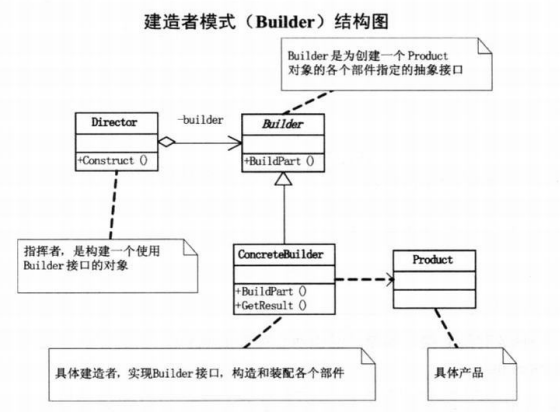 建造者模式（Builder）结构图
Builder是为创建一个Product
对象的各个部件指定的抽象接口
Director
-builder
Builder
+Construct ()
+BuildPart ()
指挥者，是构建一个使用
Builder接口的对象
ConcreteBuilder
Product
+BuildPart ()
+GetResult ()
具体建造者，实现Builder接口，构造和装配各个部件
具体产品